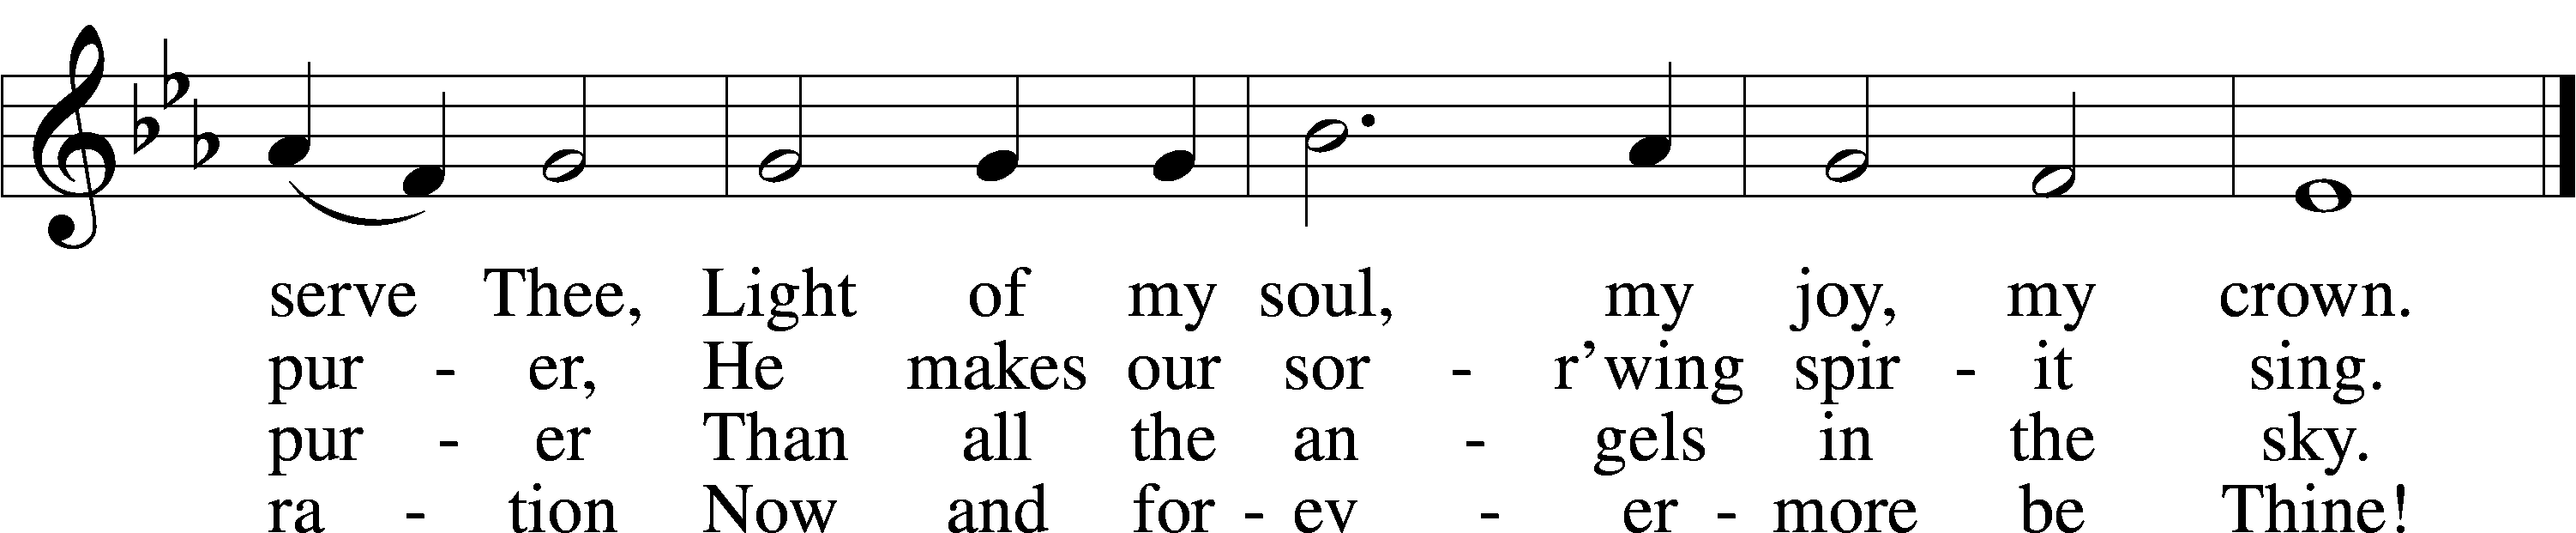 serve Thee, Light of my soul, my joy, my crown.
pur - er, He makes our sor - r’wing spir - it sing.
pur - er Than all the an - gels in the sky.
ra - tion Now and for - ev - er - more be Thine!